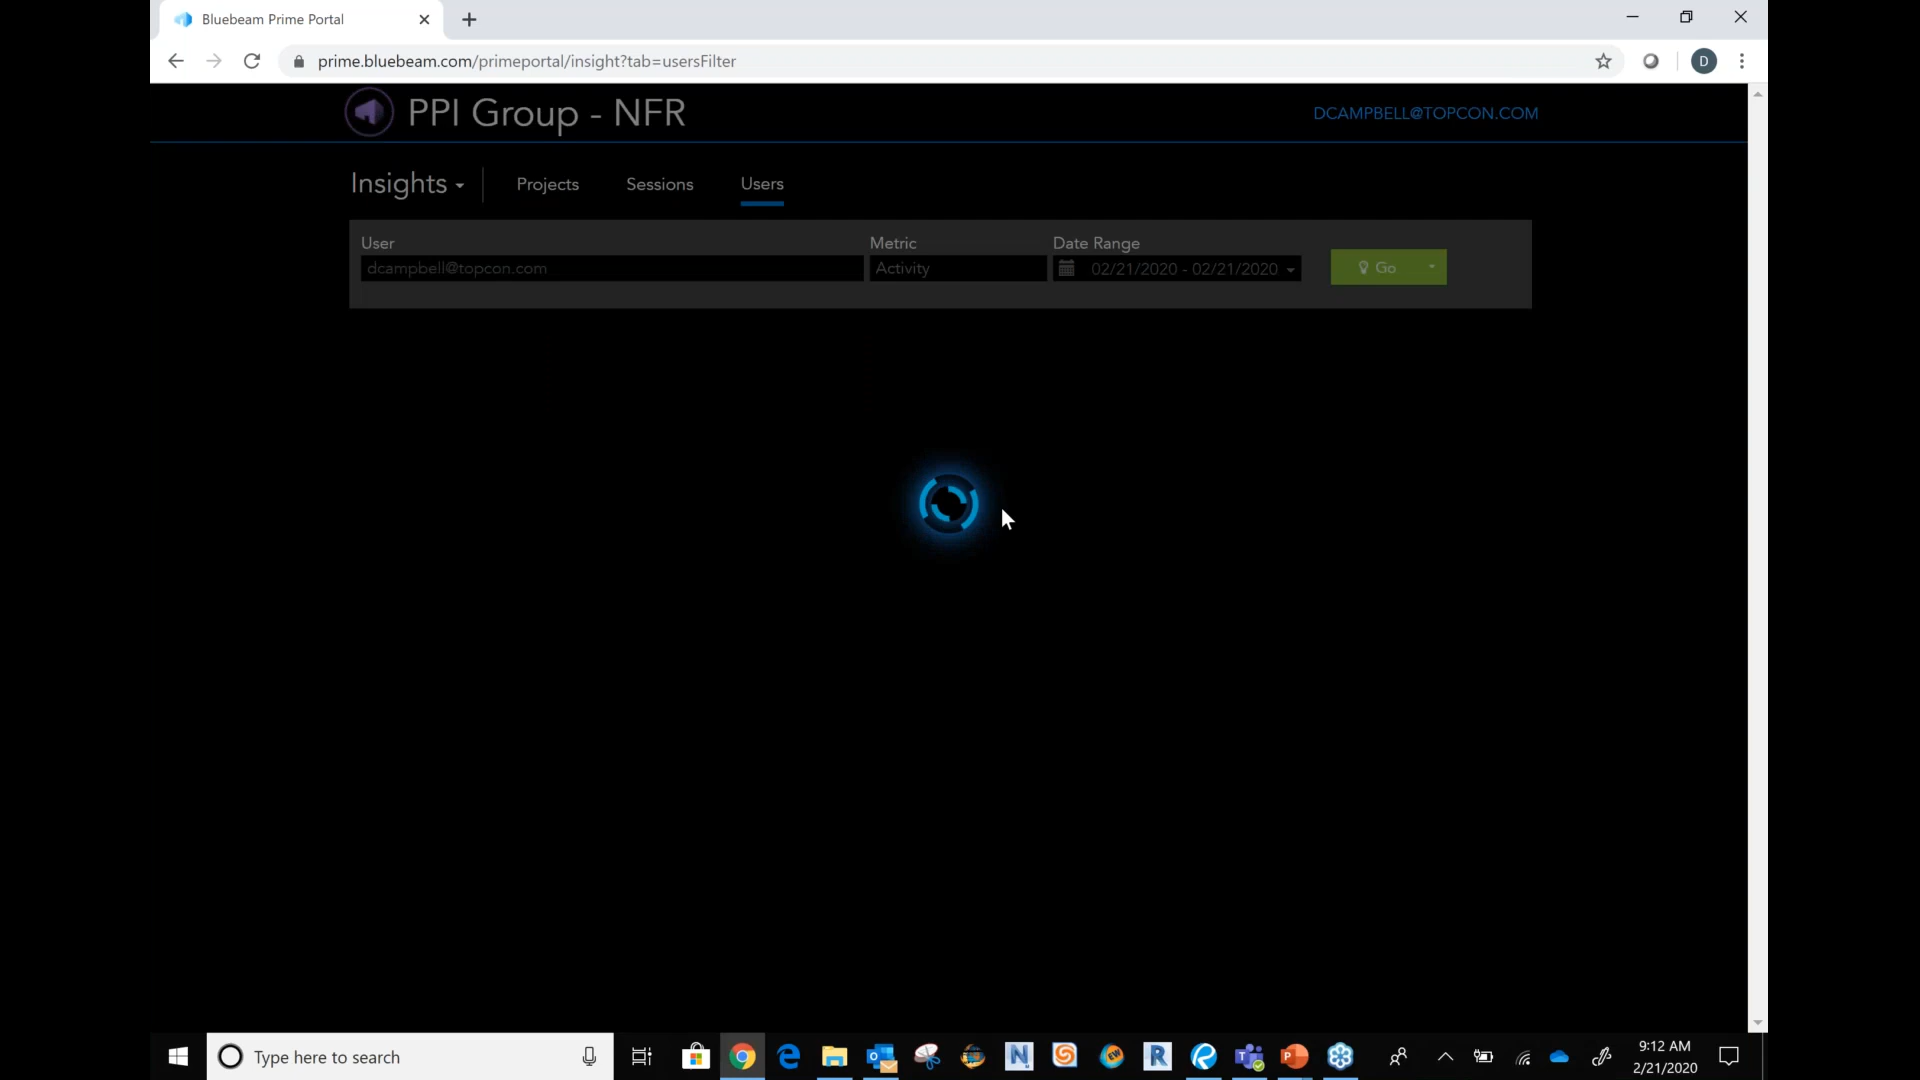 Bluebeam Prime Portal
prime.bluebeam.com/primeportal/insight?tab=usersFilter
D
PPI Group - NFR
DCAMPBELL@TOPCON.COM
Insights
Projects
Sessions
Users
User
Metric
Date Range
dcampbell@topcon.com
Activity
02/21/2020 - 02/21/2020
Go
Type here to search
9:12 AM
2/21/2020